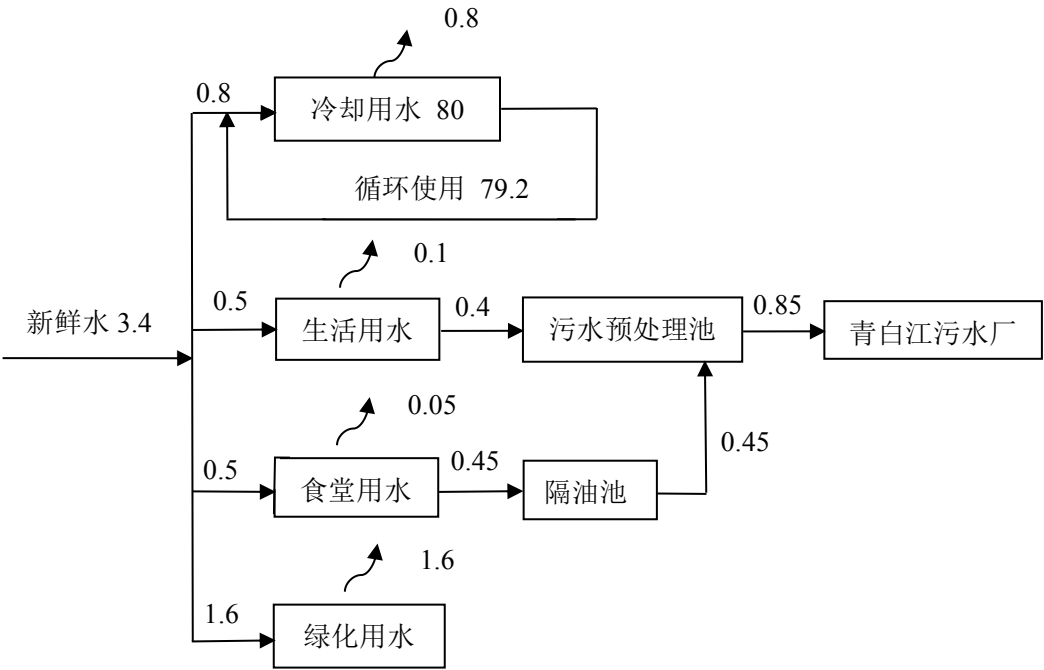 0.8
0.8
冷却用水 80
循环使用 79.2
0.1
新鲜水 3.4
0.5
生活用水
0.4
污水预处理池
0.85
青白江污水厂
0.05
0.5
食堂用水
0.45
隔油池
0.45
1.6
1.6
绿化用水